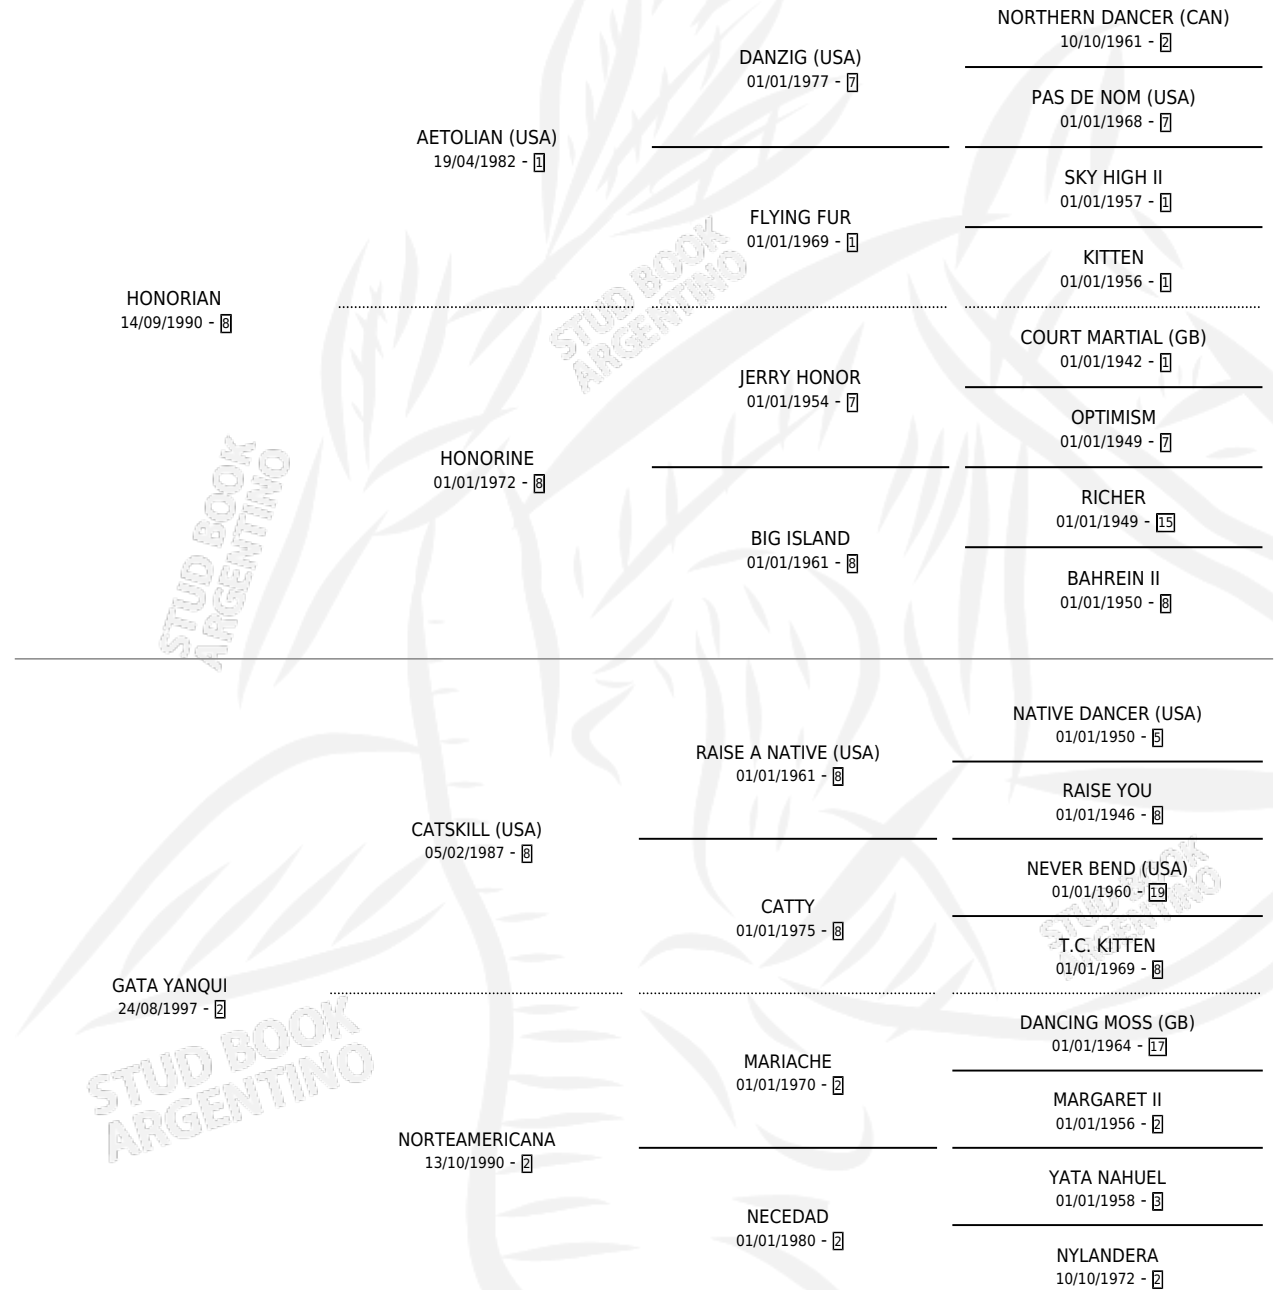 NORTHERN DANCER (CAN)
10/10/1961 - 2
DANZIG (USA)
01/01/1977 - 7
PAS DE NOM (USA)
01/01/1968 - 7
AETOLIAN (USA)
19/04/1982 - 1
SKY HIGH II
01/01/1957 - 1
FLYING FUR
01/01/1969 - 1
KITTEN
01/01/1956 - 1
HONORIAN
14/09/1990 - 8
COURT MARTIAL (GB)
01/01/1942 - 1
JERRY HONOR
01/01/1954 - 7
OPTIMISM
01/01/1949 - 7
HONORINE
01/01/1972 - 8
RICHER
01/01/1949 - 15
BIG ISLAND
01/01/1961 - 8
BAHREIN II
01/01/1950 - 8
NATIVE DANCER (USA)
01/01/1950 - 5
RAISE A NATIVE (USA)
01/01/1961 - 8
RAISE YOU
01/01/1946 - 8
CATSKILL (USA)
05/02/1987 - 8
NEVER BEND (USA)
01/01/1960 - 19
CATTY
01/01/1975 - 8
T.C. KITTEN
01/01/1969 - 8
GATA YANQUI
24/08/1997 - 2
DANCING MOSS (GB)
01/01/1964 - 17
MARIACHE
01/01/1970 - 2
MARGARET II
01/01/1956 - 2
NORTEAMERICANA
13/10/1990 - 2
YATA NAHUEL
01/01/1958 - 3
NECEDAD
01/01/1980 - 2
NYLANDERA
10/10/1972 - 2
STUD BOOK
ARGENTINO
STUD BOOK
ARGENTINO
STUD BOOK
ARGENTINO
STUD BOOK
ARGENTINO